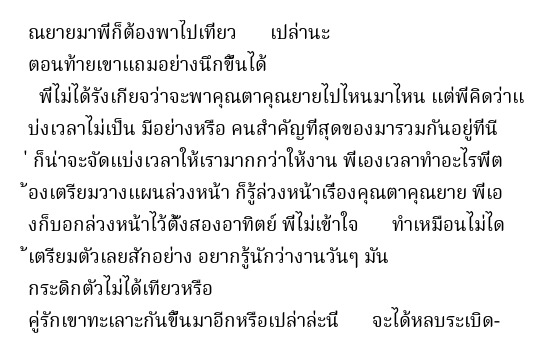 ณยายมาพี่ก็ต้องพาไปเที่ยว      เปล่านะ
ตอนท้ายเขาแถมอย่างนึกขึ้นได้
  พี่ไม่ได้รังเกียจว่าจะพาคุณตาคุณยายไปไหนมาไหน แต่พี่คิดว่าแ
บ่งเวลาไม่เป็น มีอย่างหรือ คนสำคัญที่สุดของมารวมกันอยู่ที่นี
่ ก็น่าจะจัดแบ่งเวลาให้เรามากกว่าให้งาน พี่เองเวลาทำอะไรพี่ต
้องเตรียมวางแผนล่วงหน้า ก็รู้ล่วงหน้าเรื่องคุณตาคุณยาย พี่เอ
งก็บอกล่วงหน้าไว้ตั้งสองอาทิตย์ พี่ไม่เข้าใจ      ทำเหมือนไม่ได
้เตรียมตัวเลยสักอย่าง อยากรู้นักว่างานวันๆ มัน
กระดิกตัวไม่ได้เที่ยวหรือ
คู่รักเขาทะเลาะกันขึ้นมาอีกหรือเปล่าล่ะนี่      จะได้หลบระเบิด-